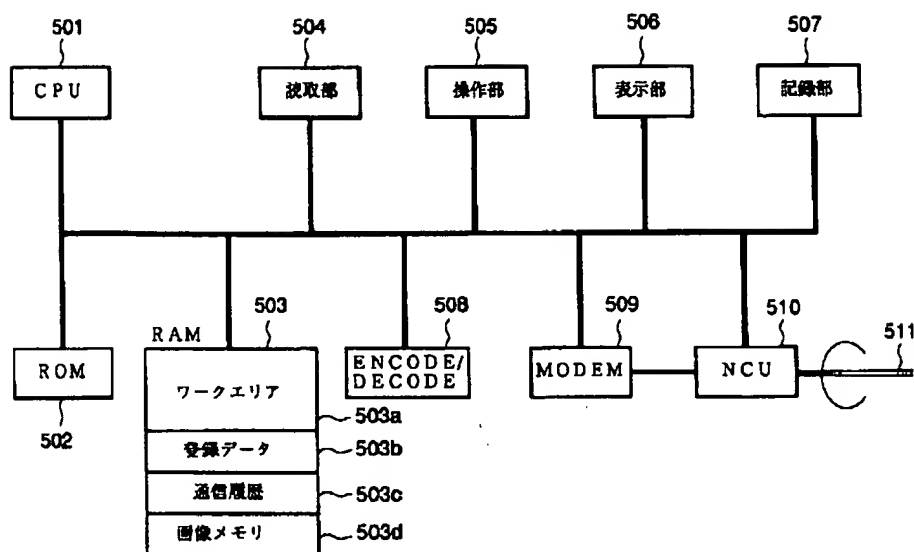 501
504
505
506
507
CPU
読取部
操作部
表示部
記録部
RAM
503
508
509
510
511
ROM
ワークエリア
ENCODE/
DECODE
MODEM
NCU
502
503a
登録データ
503b
通信履歴
503c
画像メモリ
503d